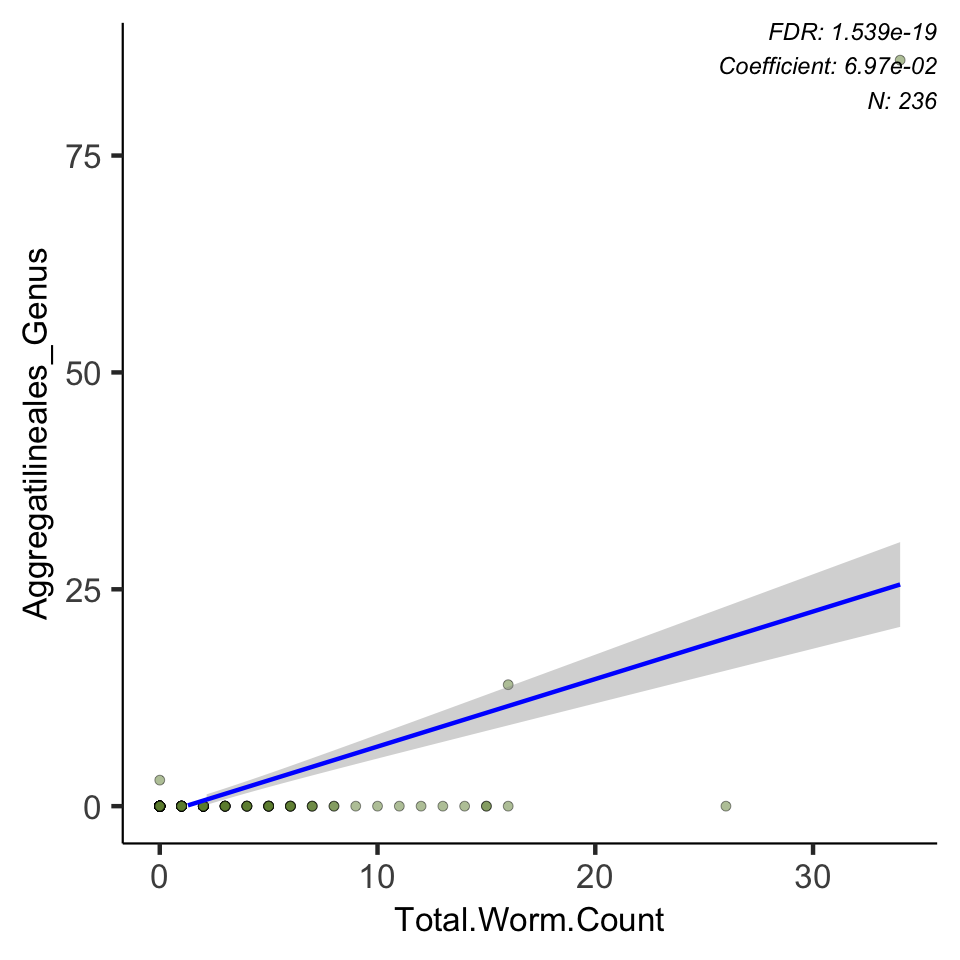 FDR: 1.539e-19
Coefficient: 6.97e-02
N: 236
75
50
25
0
Aggregatilineales_Genus
0 10 20 30
Total.Worm.Count